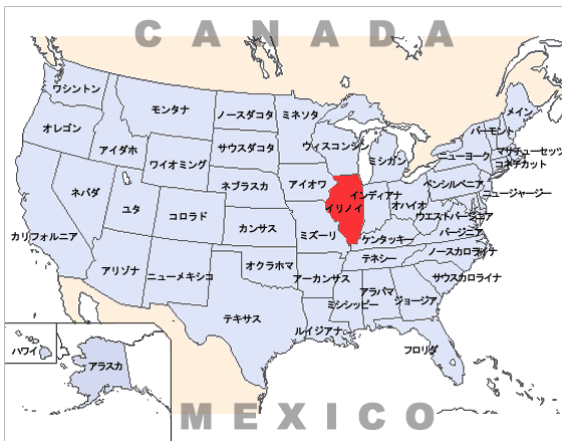 CANADA
ワシントン
モンタナ
ノースダコタ
ミネソタ
メイン
オレゴン
アイダホ
サウスダコタ
ウィスコンシン
ミシガン
バーモント
ニューヨーク
マサチューセッツ
コネチカット
ワイオミング
ネブラスカ
アイオワ
インディアナ
オハイオ
ペンシルベニア
ニュージャージー
ネバダ
ユタ
コロラド
カンサス
ミズーリ
イリノイ
ウエストバージニア
バージニア
カリフォルニア
ケンタッキー
ノースカロライナ
テネシー
アリゾナ
ニューメキシコ
オクラホマ
アーカンサス
サウスカロライナ
ミシシッピー
アラバマ
ジョージア
テキサス
ルイジアナ
フロリダ
ハワイ
アラスカ
MEXICO